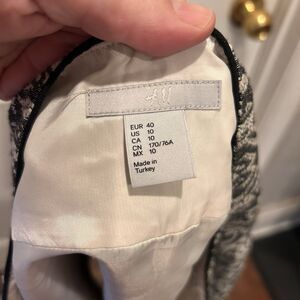 H&M
EUR 40
US 10
CA 10
CN 170/76A
MX 10
Made in
Turkey